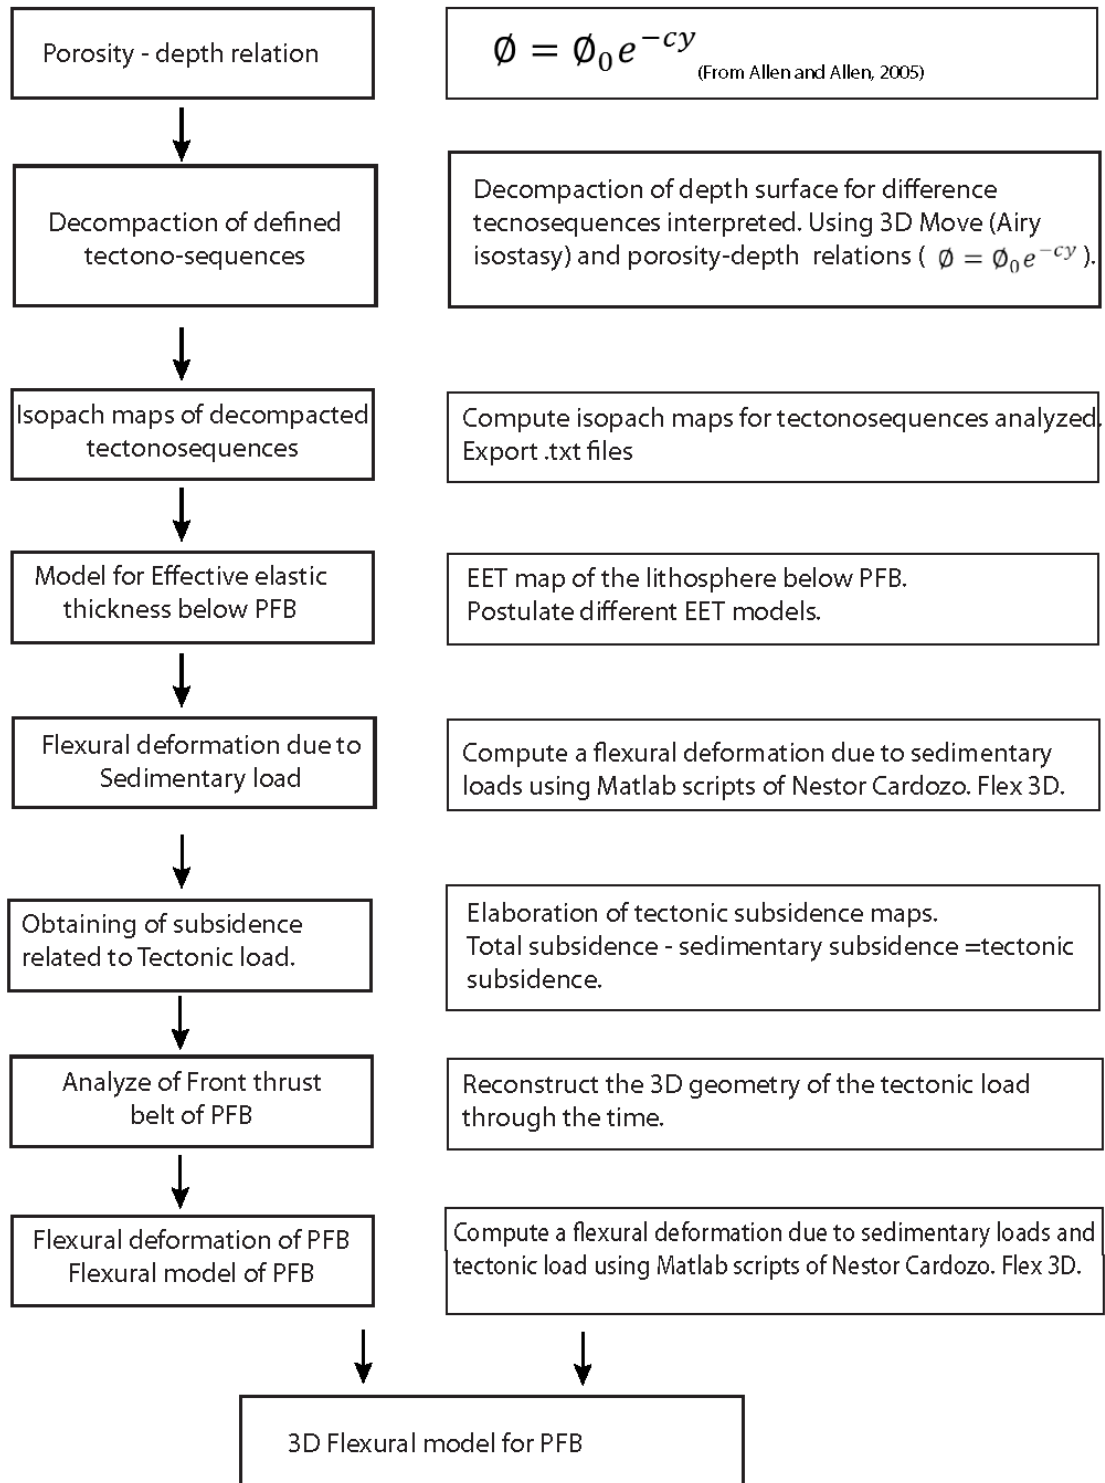 Porosity - depth relation
∅ = ∅₀e⁻ᶜʸ
(From Allen and Allen, 2005)
Decompaction of defined
tectono-sequences
Decompaction of depth surface for difference
tecnosequences interpreted. Using 3D Move (Airy
isostasy) and porosity-depth relations ( ∅ = ∅₀e⁻ᶜʸ ).
Isopach maps of decompacted
tectonosequences
Compute isopach maps for tectonosequences analyzed.
Export .txt files
Model for Effective elastic
thickness below PFB
EET map of the lithosphere below PFB.
Postulate different EET models.
Flexural deformation due to
Sedimentary load
Compute a flexural deformation due to sedimentary
loads using Matlab scripts of Nestor Cardozo. Flex 3D.
Obtaining of subsidence
related to Tectonic load.
Elaboration of tectonic subsidence maps.
Total subsidence - sedimentary subsidence =tectonic
subsidence.
Analyze of Front thrust
belt of PFB
Reconstruct the 3D geometry of the tectonic load
through the time.
Flexural deformation of PFB
Flexural model of PFB
Compute a flexural deformation due to sedimentary loads and
tectonic load using Matlab scripts of Nestor Cardozo. Flex 3D.
3D Flexural model for PFB